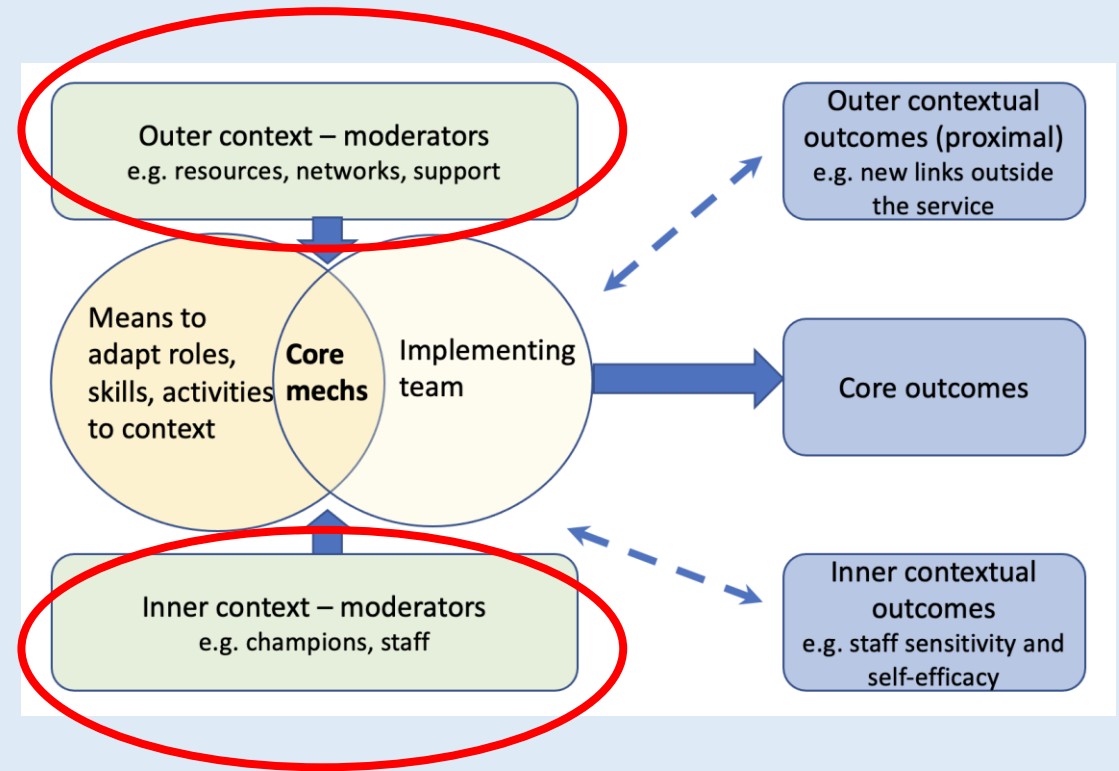 Outer context – moderators
e.g. resources, networks, support
Outer contextual
outcomes (proximal)
e.g. new links outside
the service
Means to
adapt roles,
skills, activities
to context
Core
mechs
Implementing
team
Core outcomes
Inner context – moderators
e.g. champions, staff
Inner contextual
outcomes
e.g. staff sensitivity and
self-efficacy